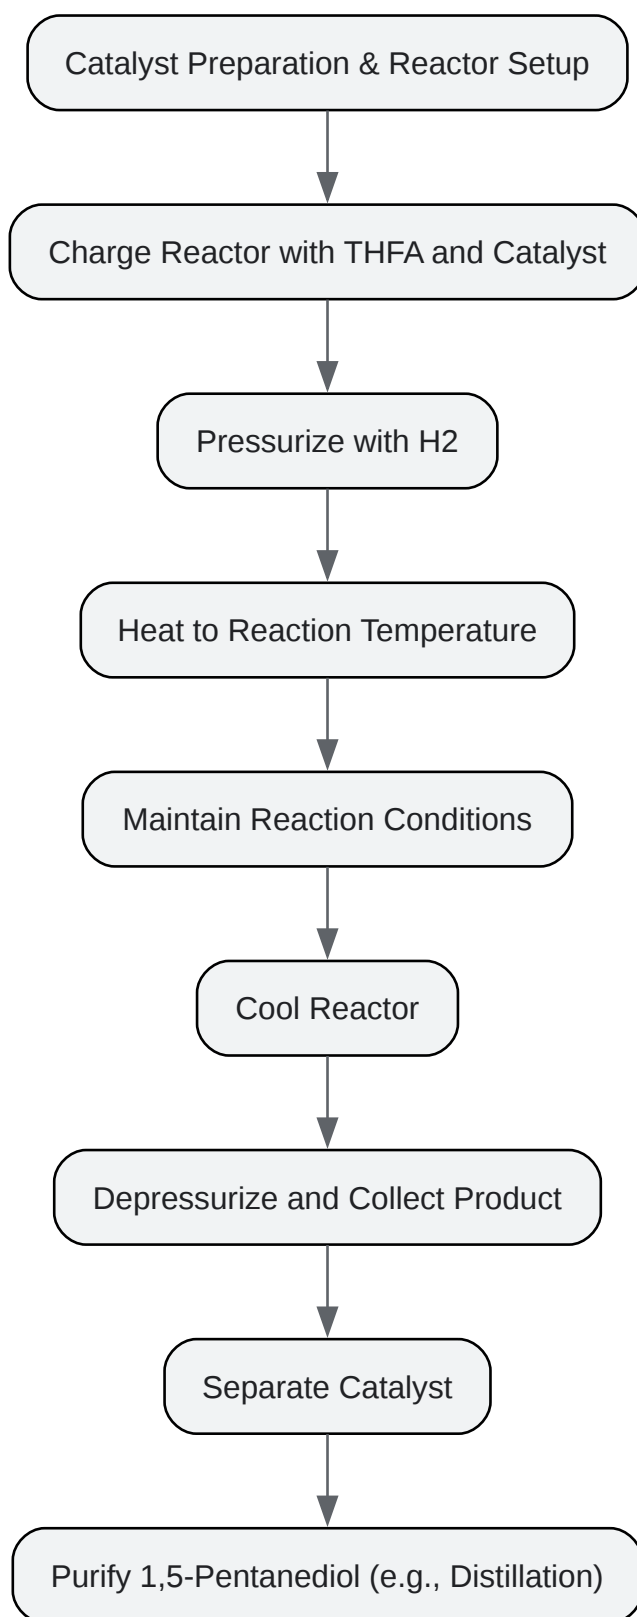 Catalyst Preparation & Reactor Setup
Charge Reactor with THFA and Catalyst
Pressurize with H2
Heat to Reaction Temperature
Maintain Reaction Conditions
Cool Reactor
Depressurize and Collect Product
Separate Catalyst
Purify 1,5-Pentanediol (e.g., Distillation)